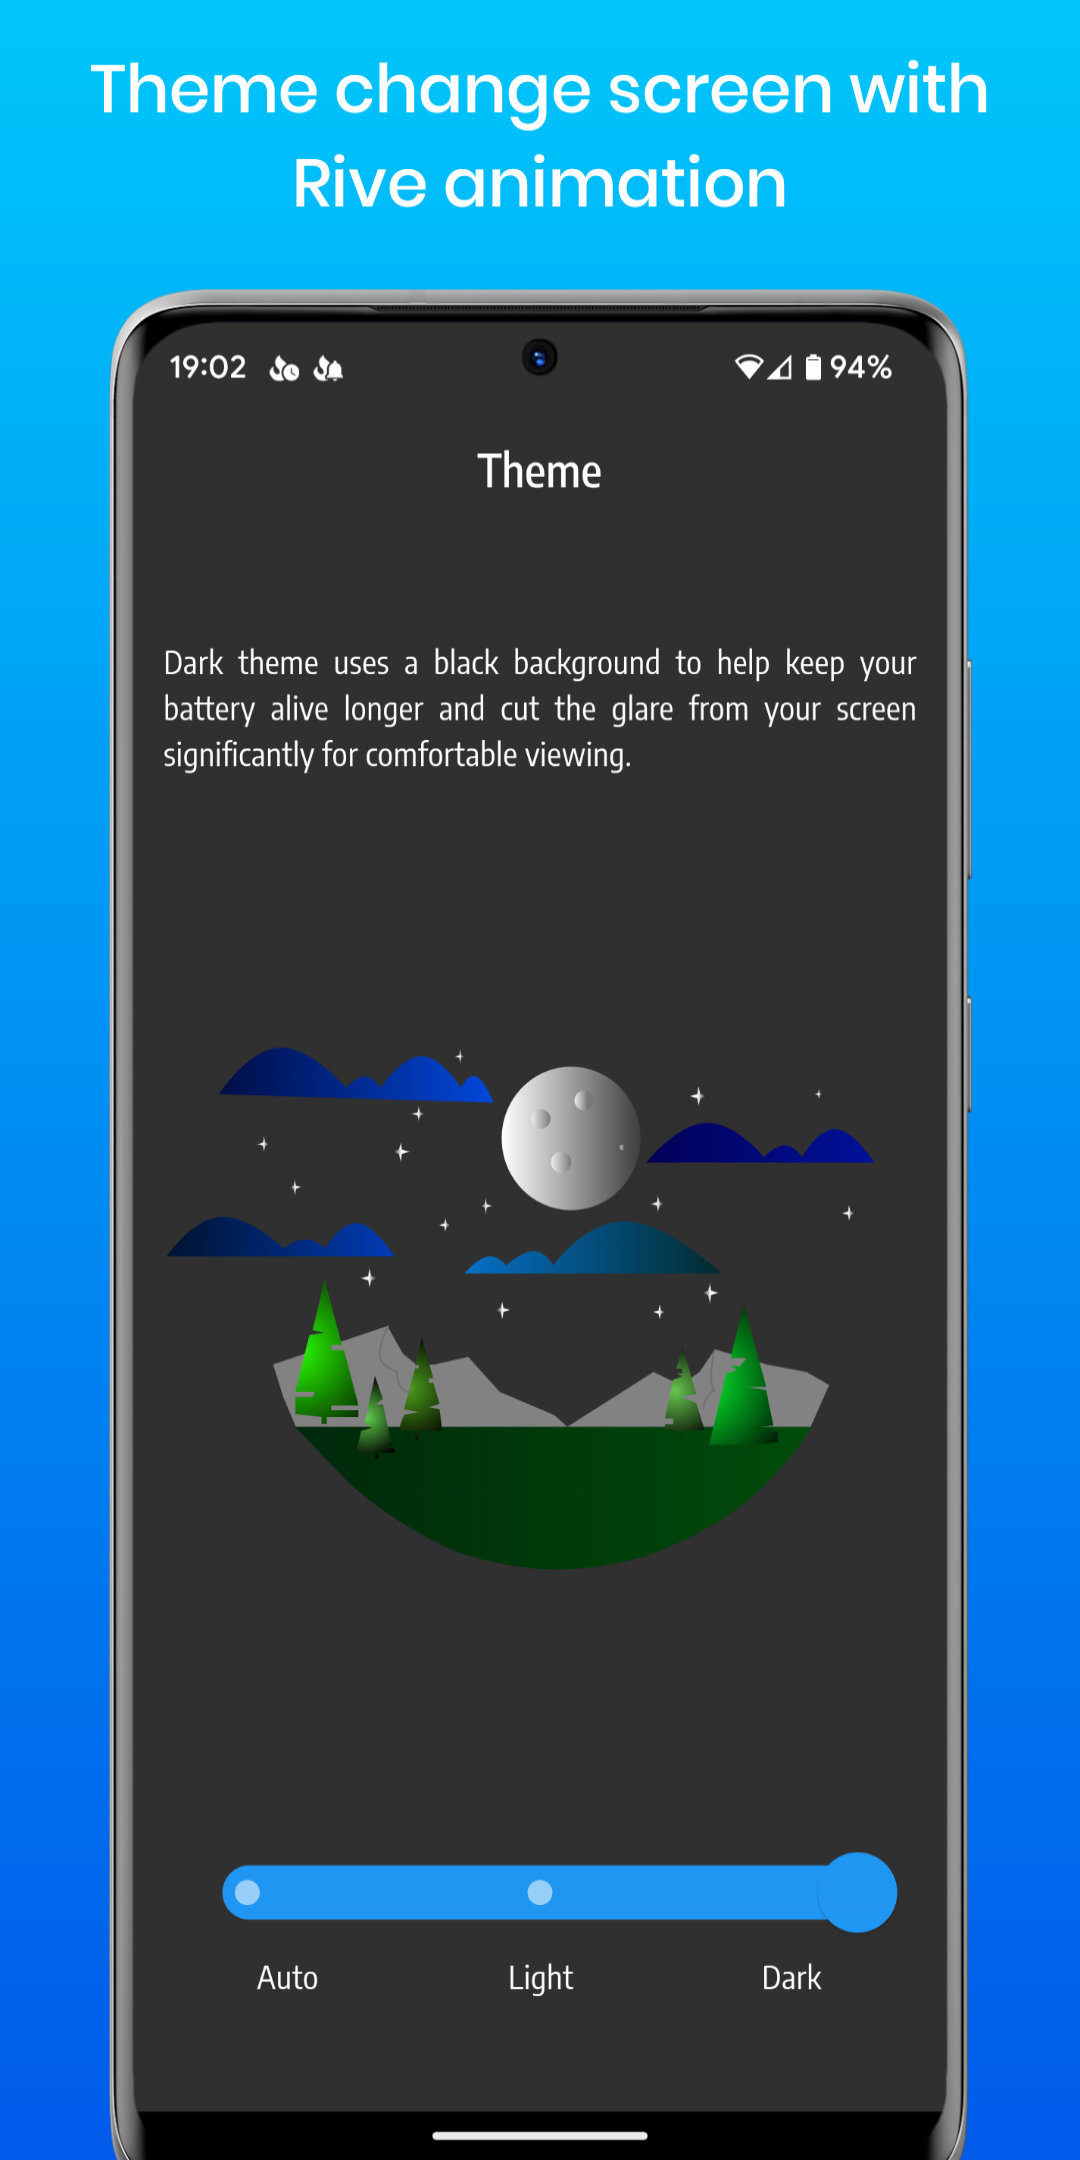 Theme change screen with
Rive animation
19:02
94%
Theme
Dark theme uses a black background to help keep your
battery alive longer and cut the glare from your screen
significantly for comfortable viewing.
Auto
Light
Dark